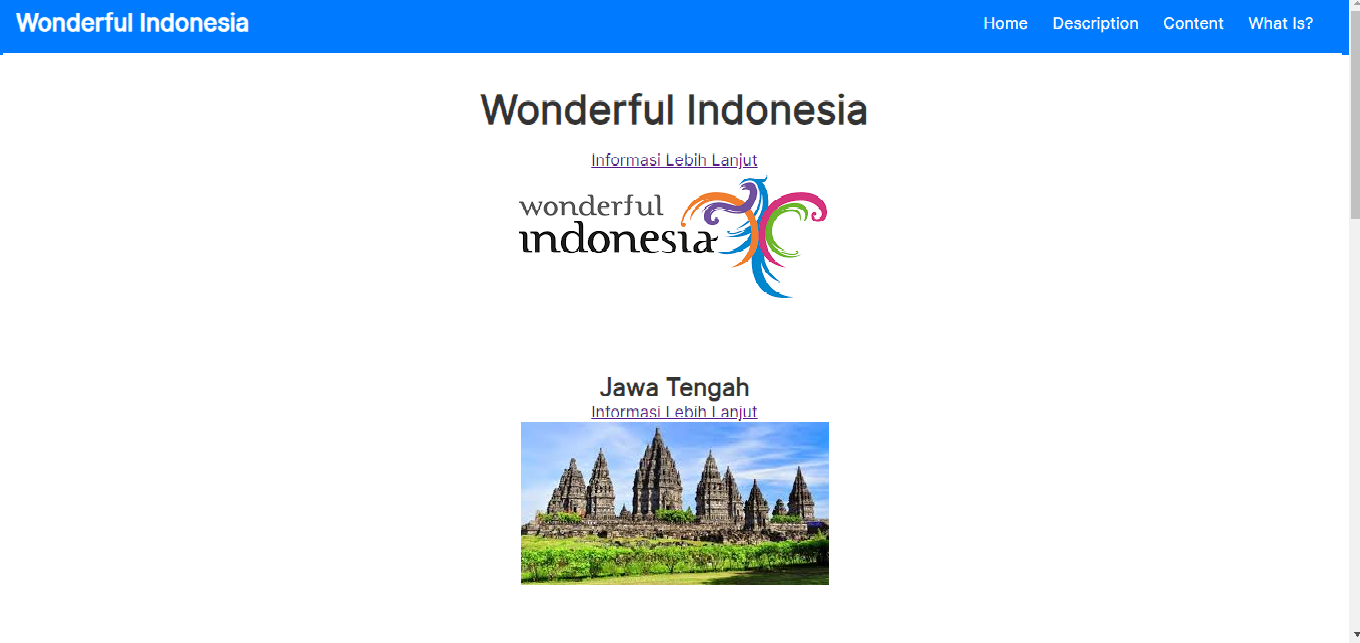 Wonderful Indonesia
Home Description Content What Is?
Wonderful Indonesia
Informasi Lebih Lanjut
wonderful
indonesia
Jawa Tengah
Informasi Lebih Lanjut